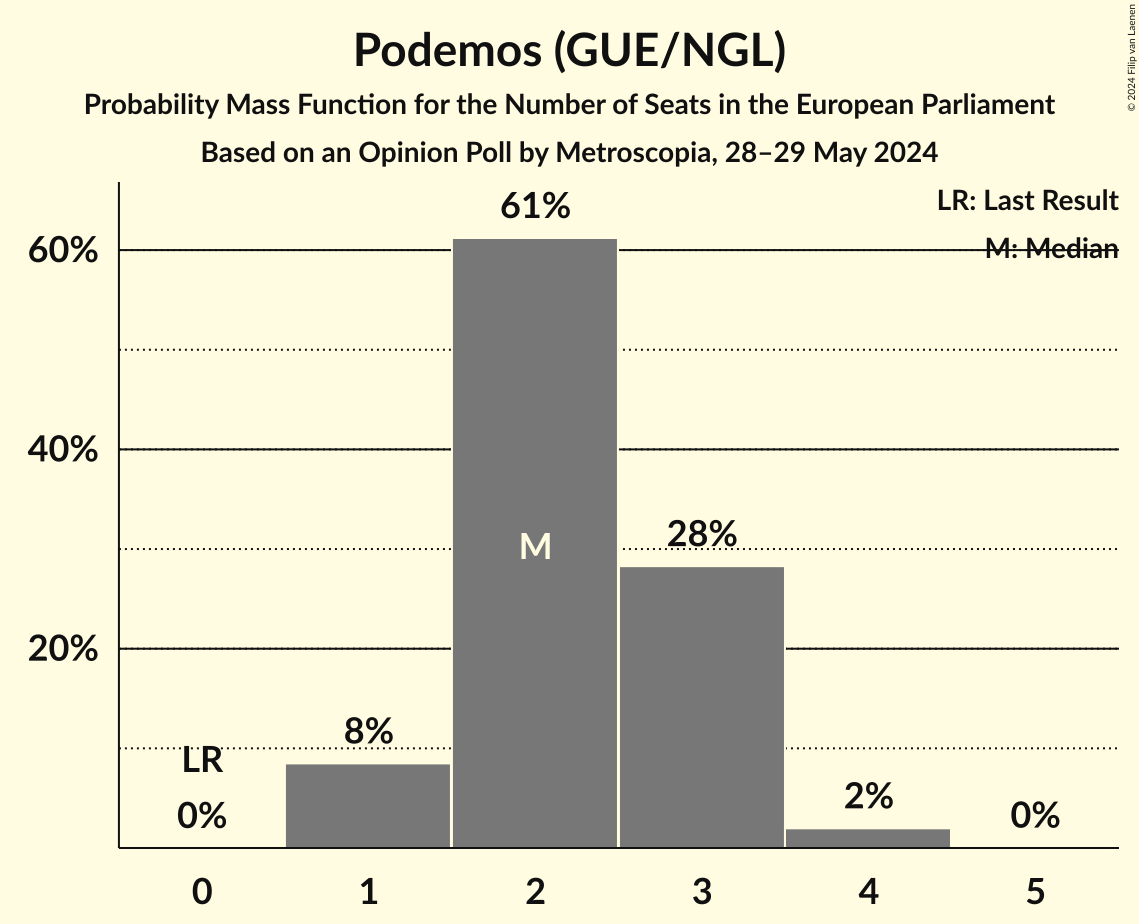 Podemos (GUE/NGL)
Probability Mass Function for the Number of Seats in the European Parliament
Based on an Opinion Poll by Metroscopia, 28–29 May 2024
© 2024 Filip van Laenen
LR: Last Result
M: Median
61%
60%
40%
20%
M
28%
8%
LR
0%
2%
0%
0 1 2 3 4 5